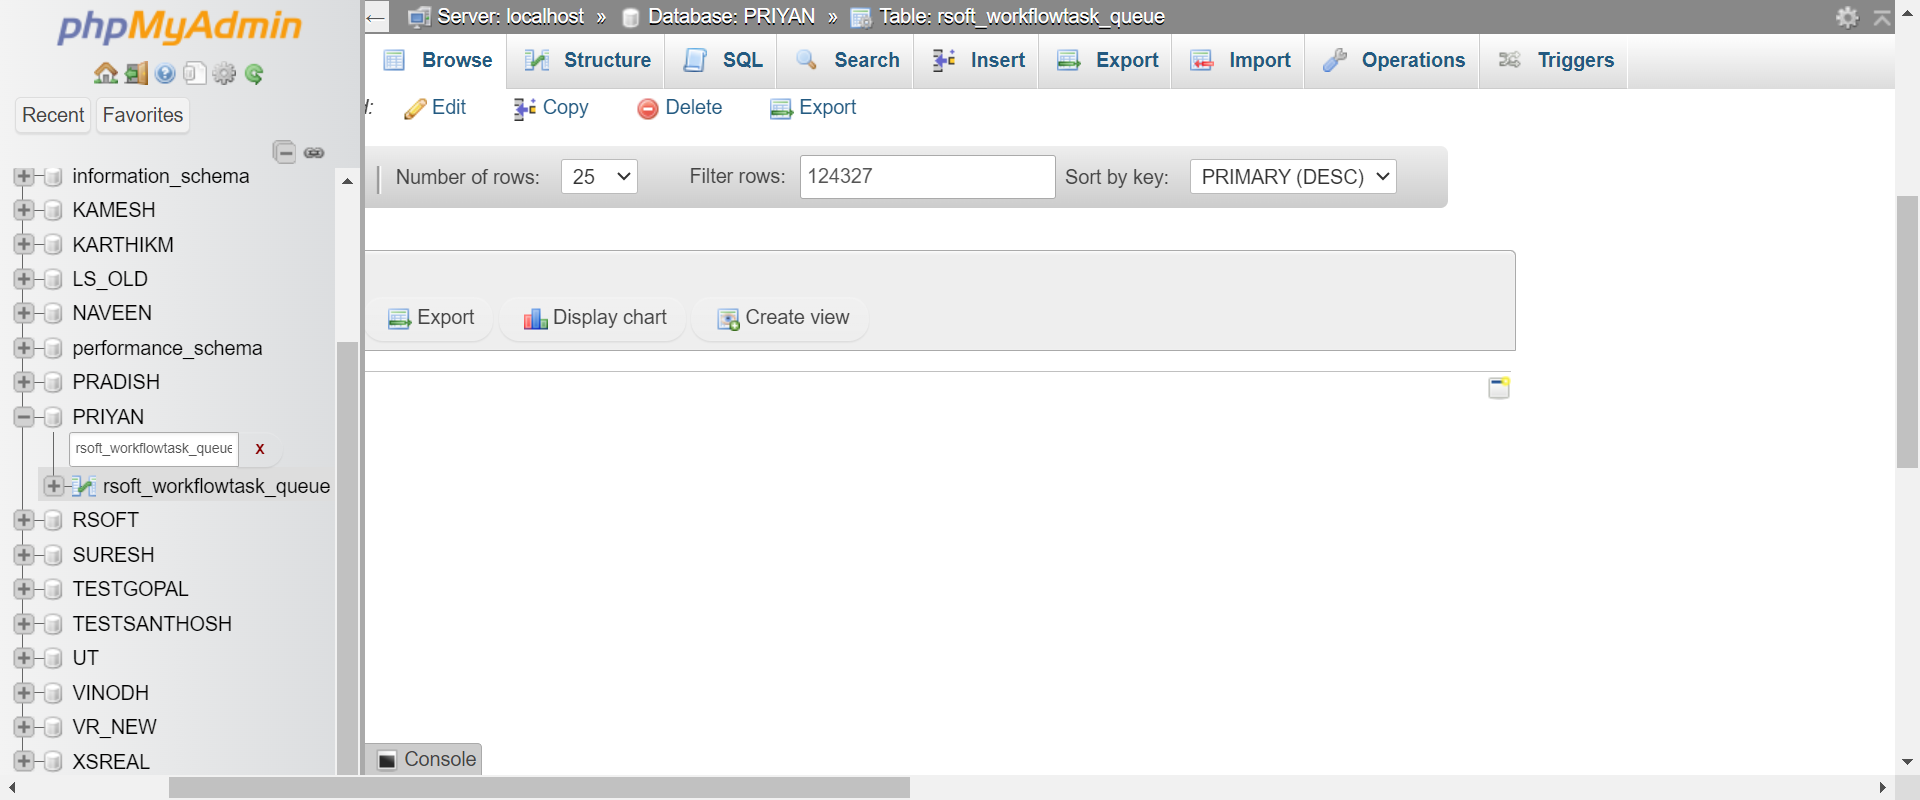 phpMyAdmin
Recent Favorites
information_schema
KAMESH
KARTHIKM
LS_OLD
NAVEEN
performance_schema
PRADISH
PRIYAN
rsoft_workflowtask_queue X
rsoft_workflowtask_queue
RSOFT
SURESH
TESTGOPAL
TESTSANTHOSH
UT
VINODH
VR_NEW
XSREAL
← Server: localhost » Database: PRIYAN » Table: rsoft_workflowtask_queue
Browse Structure SQL Search Insert Export Import Operations Triggers
Edit Copy Delete Export
Number of rows: 25 Filter rows: 124327 Sort by key: PRIMARY (DESC)
Export Display chart Create view
Console